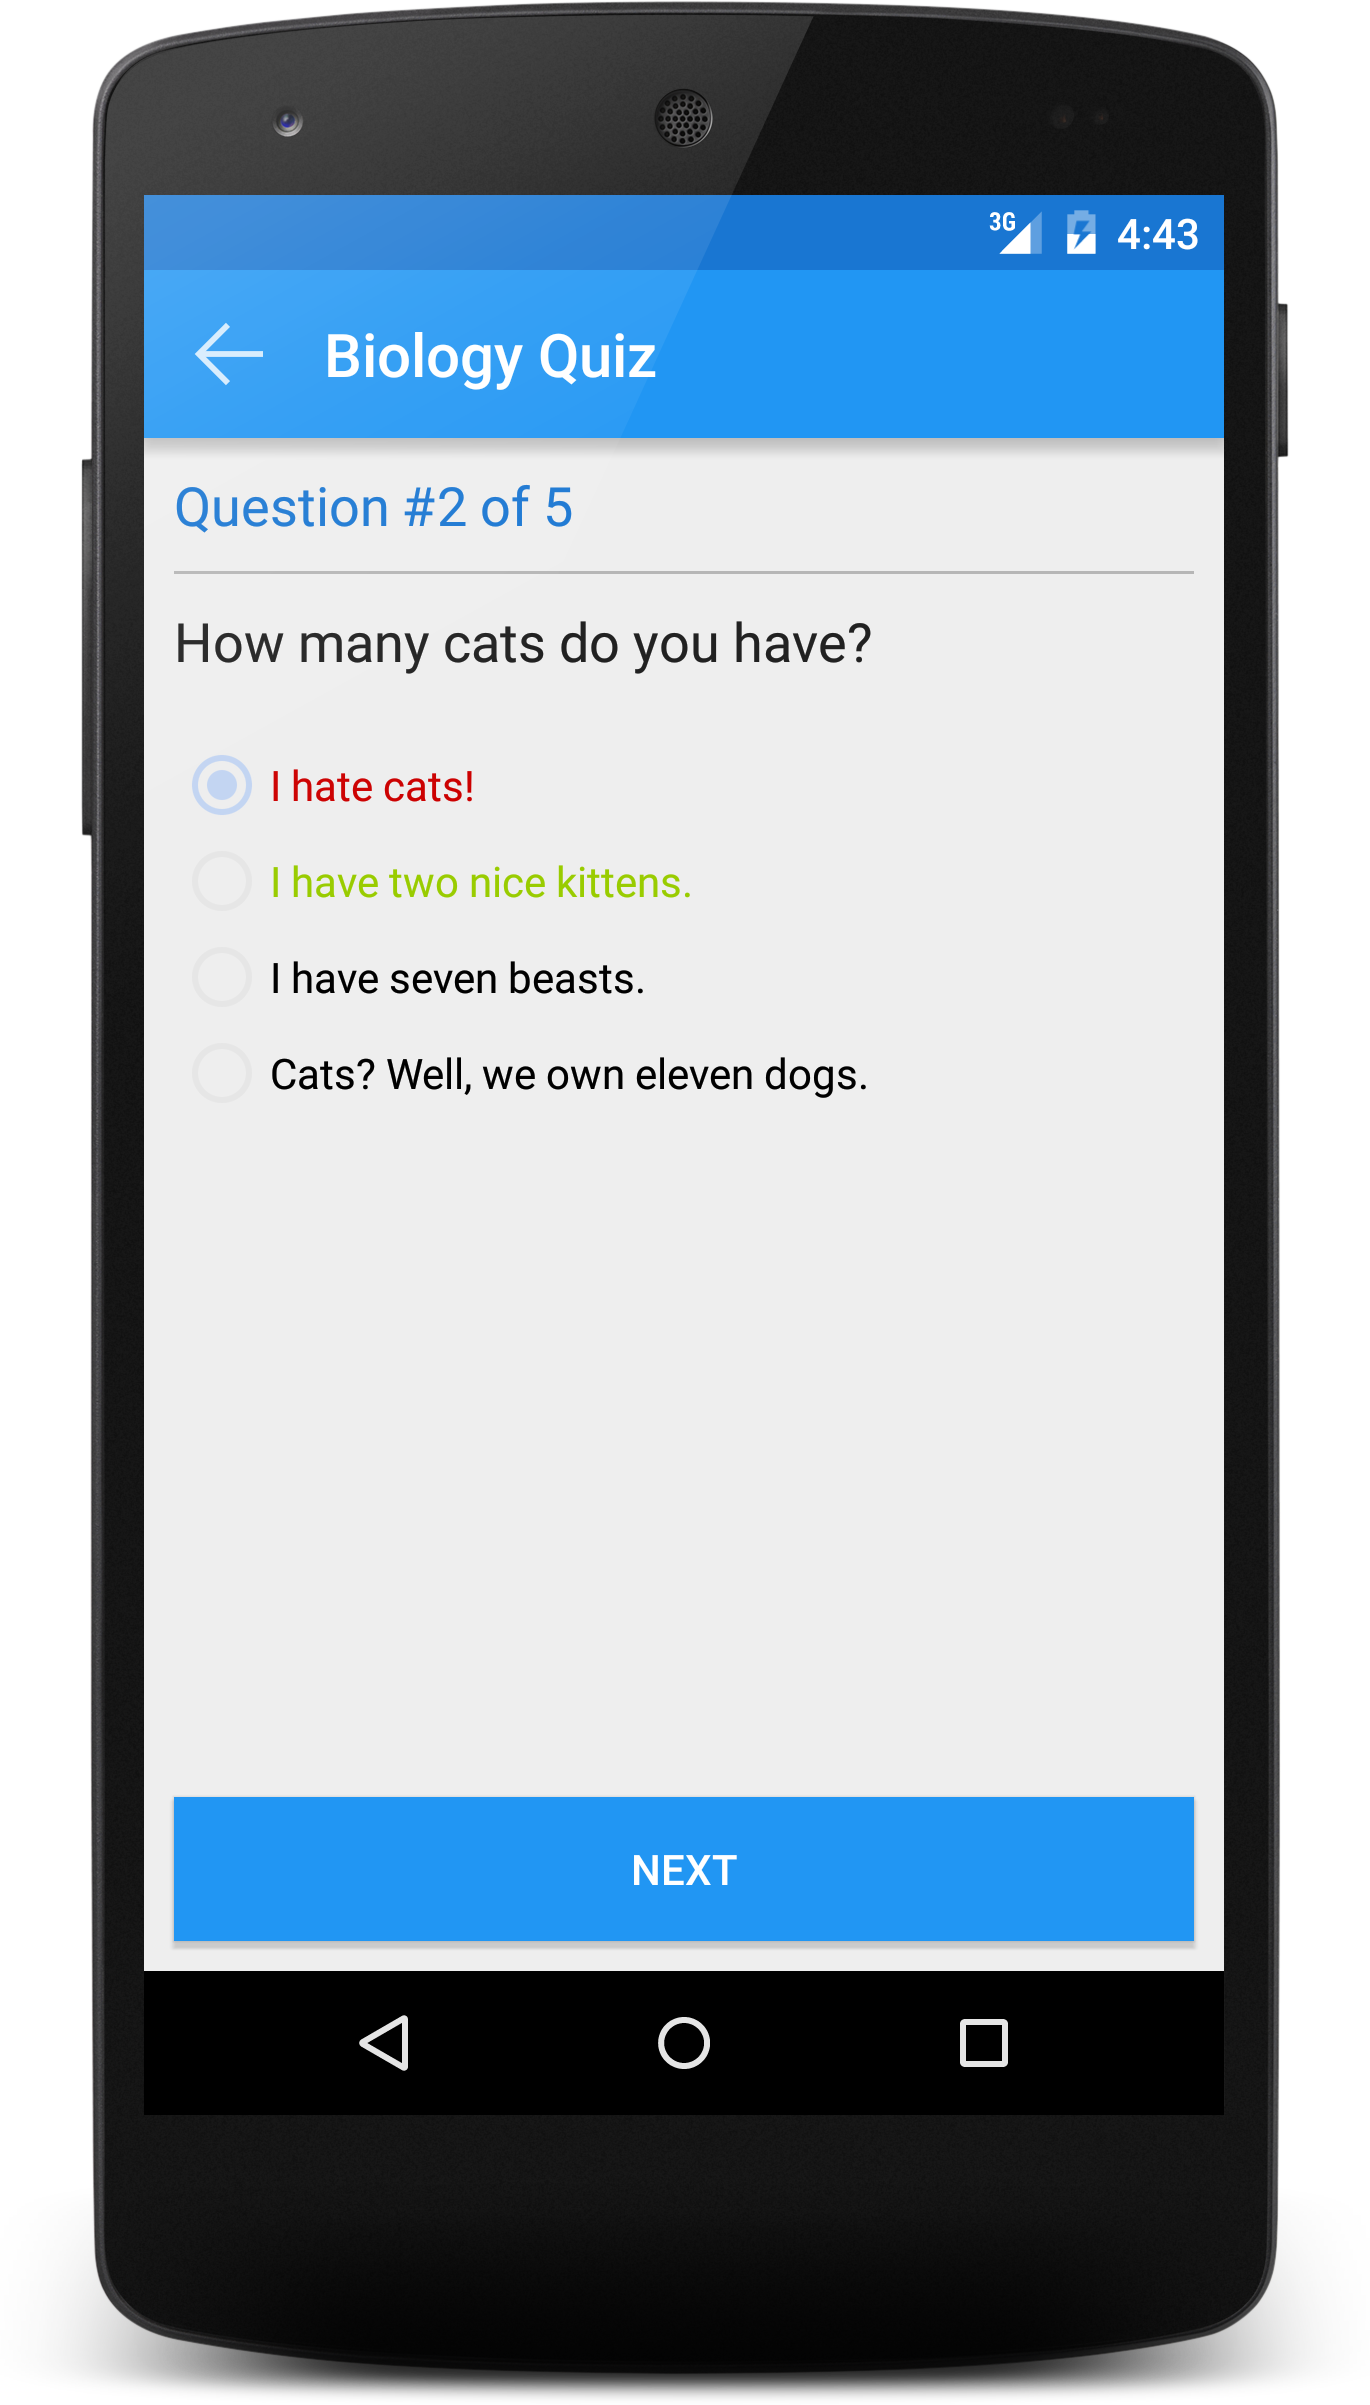 3G 4:43
Biology Quiz
Question #2 of 5
How many cats do you have?
I hate cats!
I have two nice kittens.
I have seven beasts.
Cats? Well, we own eleven dogs.
NEXT